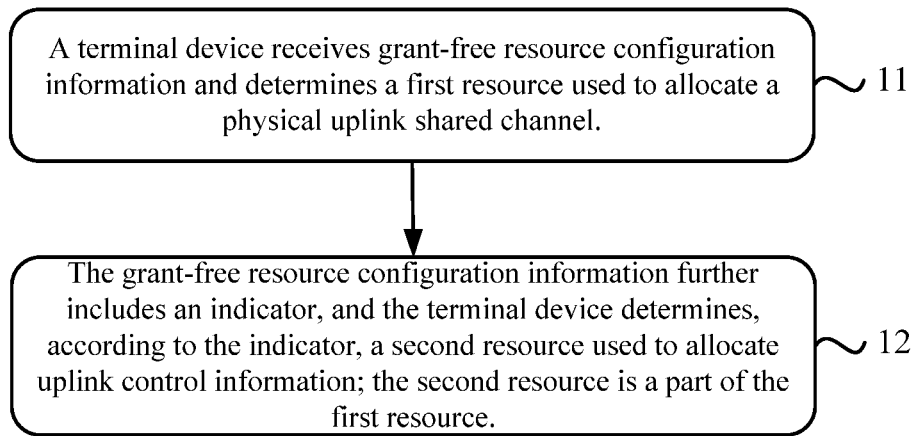 A terminal device receives grant-free resource configuration
information and determines a first resource used to allocate a
physical uplink shared channel.
11
The grant-free resource configuration information further
includes an indicator, and the terminal device determines,
according to the indicator, a second resource used to allocate
uplink control information; the second resource is a part of the
first resource.
12